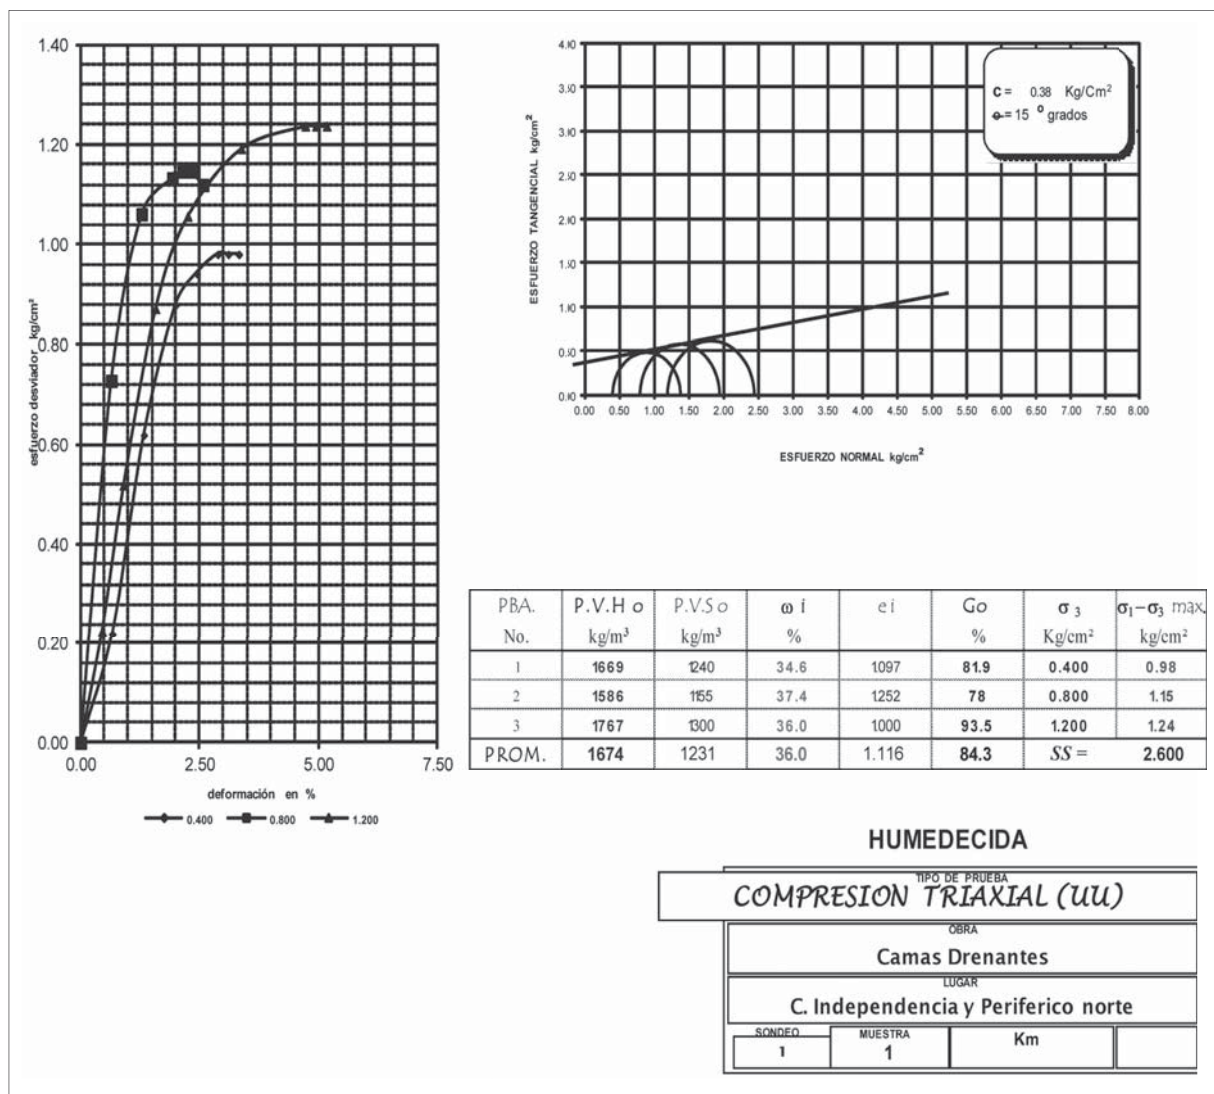 1.40
1.20
1.00
0.80
0.60
0.40
0.20
0.00
esfuerzo desviador kg/cm²
0.00 2.50 5.00 7.50
deformación en %
0.400 0.800 1.200
ESFUERZO TANGENCIAL kg/cm²
C = 0.38 Kg/Cm²
ɸ = 15 ° grados
0.00 0.50 1.00 1.50 2.00 2.50 3.00 3.50 4.00 4.50 5.00 5.50 6.00 6.50 7.00 7.50 8.00
ESFUERZO NORMAL kg/cm²
PBA. P.V.H o P.V.S o ω i e i Go σ 3 σ1–σ3 max.
No. kg/m³ kg/m³ % % Kg/cm² kg/cm²
1 1669 1240 34.6 1.097 81.9 0.400 0.98
2 1586 1155 37.4 1.252 78 0.800 1.15
3 1767 1300 36.0 1.000 93.5 1.200 1.24
PROM. 1674 1231 36.0 1.116 84.3 SS = 2.600
HUMEDECIDA
TIPO DE PRUEBA
COMPRESION TRIAXIAL (UU)
OBRA
Camas Drenantes
LUGAR
C. Independencia y Periferico norte
SONDEO MUESTRA Km
1 1